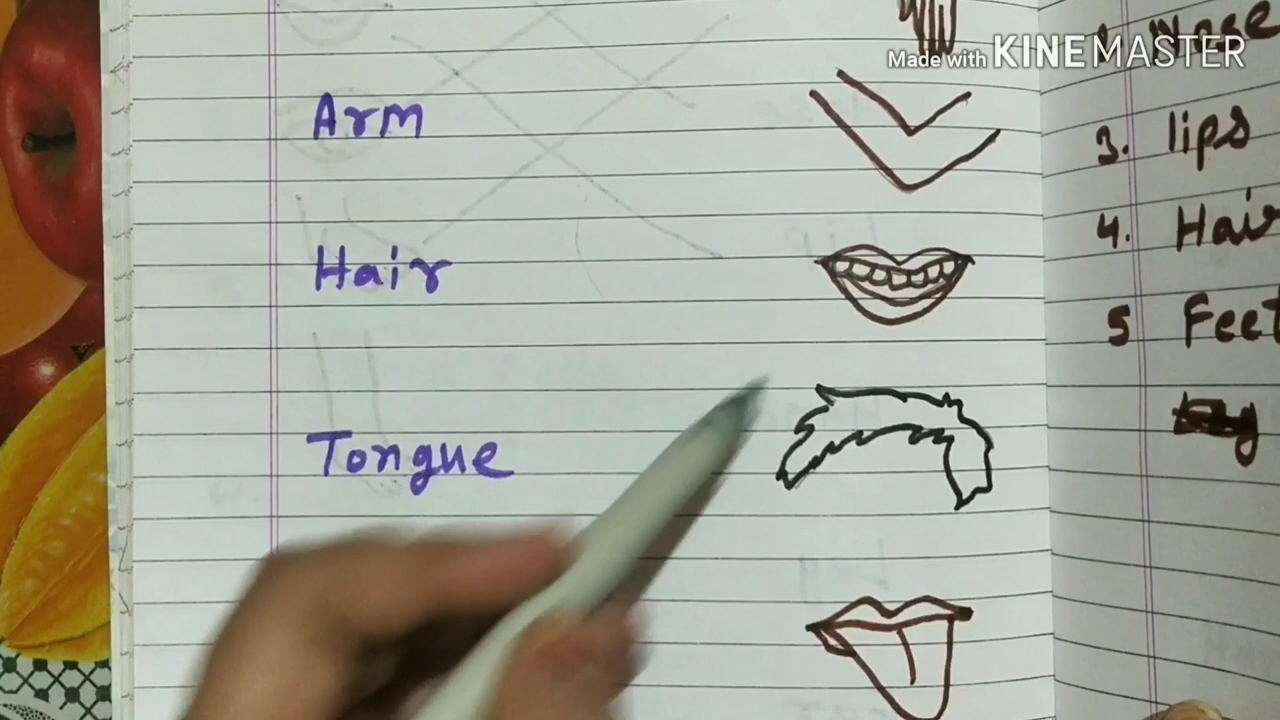 Made with KINEMASTER
Arm
Hair
Tongue
3. lips
4. Hair
5 Feet